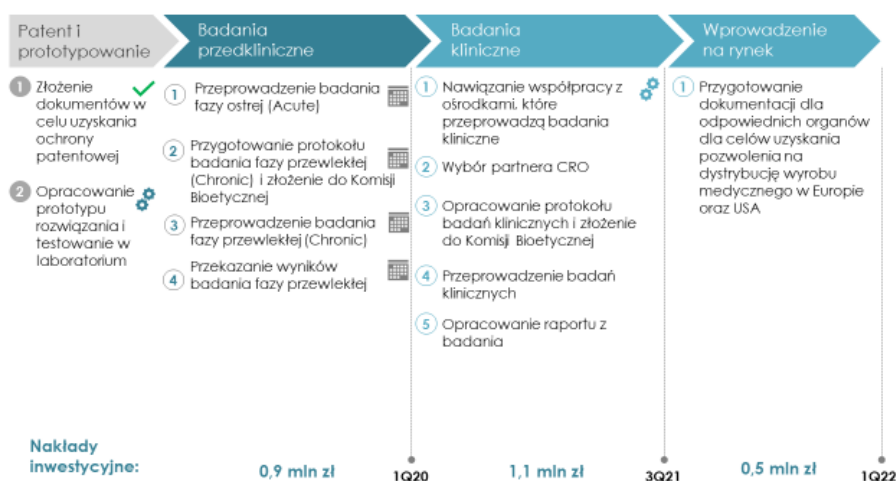 Patent i
prototypowanie
Badania
przedkliniczne
Badania
kliniczne
Wprowadzenie
na rynek
1 Złożenie
dokumentów w
celu uzyskania
ochrony
patentowej
2 Opracowanie
prototypu
rozwiązania i
testowanie w
laboratorium
1 Przeprowadzenie badania
fazy ostrej (Acute)
2 Przygotowanie protokołu
badania fazy przewlekłej
(Chronic) i złożenie do Komisji
Bioetycznej
3 Przeprowadzenie badania
fazy przewlekłej (Chronic)
4 Przekazanie wyników
badania fazy przewlekłej
1 Nawiązanie współpracy z
ośrodkami, które
przeprowadzą badania
kliniczne
2 Wybór partnera CRO
3 Opracowanie protokołu
badań klinicznych i złożenie
do Komisji Bioetycznej
4 Przeprowadzenie badań
klinicznych
5 Opracowanie raportu z
badania
1 Przygotowanie
dokumentacji dla
odpowiednich organów
dla celów uzyskania
pozwolenia na
dystrybucję wyrobu
medycznego w Europie
oraz USA
Nakłady
inwestycyjne:
0,9 mln zł
1Q20
1,1 mln zł
3Q21
0,5 mln zł
1Q22